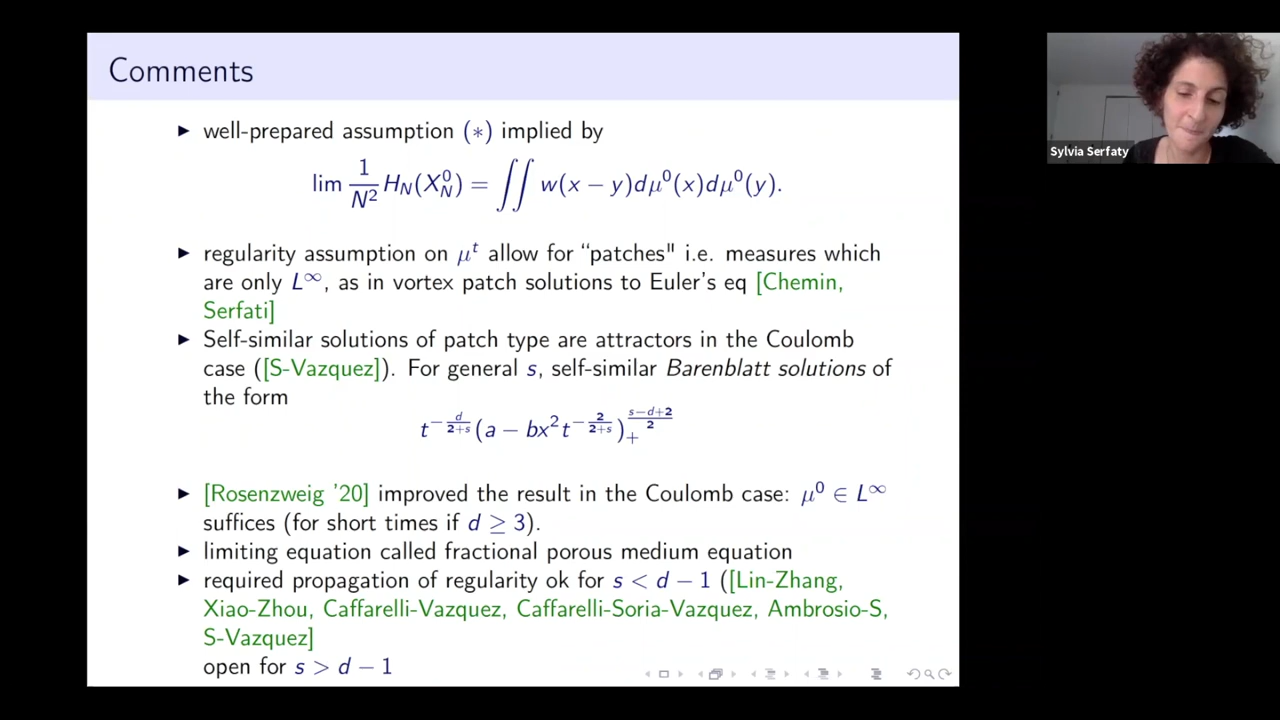 Comments
▶ well-prepared assumption (∗) implied by
lim 1/N² H_N(X_N^0) = ∬ w(x − y)dμ⁰(x)dμ⁰(y).
▶ regularity assumption on μᵗ allow for “patches" i.e. measures which
are only L^∞, as in vortex patch solutions to Euler's eq [Chemin,
Serfati]
▶ Self-similar solutions of patch type are attractors in the Coulomb
case ([S-Vazquez]). For general s, self-similar Barenblatt solutions of
the form
t^{−d/(2+s)}(a − bx²t^{−2/(2+s)})_+^{(s−d+2)/2}
▶ [Rosenzweig '20] improved the result in the Coulomb case: μ⁰ ∈ L^∞
suffices (for short times if d ≥ 3).
▶ limiting equation called fractional porous medium equation
▶ required propagation of regularity ok for s < d − 1 ([Lin-Zhang,
Xiao-Zhou, Caffarelli-Vazquez, Caffarelli-Soria-Vazquez, Ambrosio-S,
S-Vazquez]
open for s > d − 1
Sylvia Serfaty